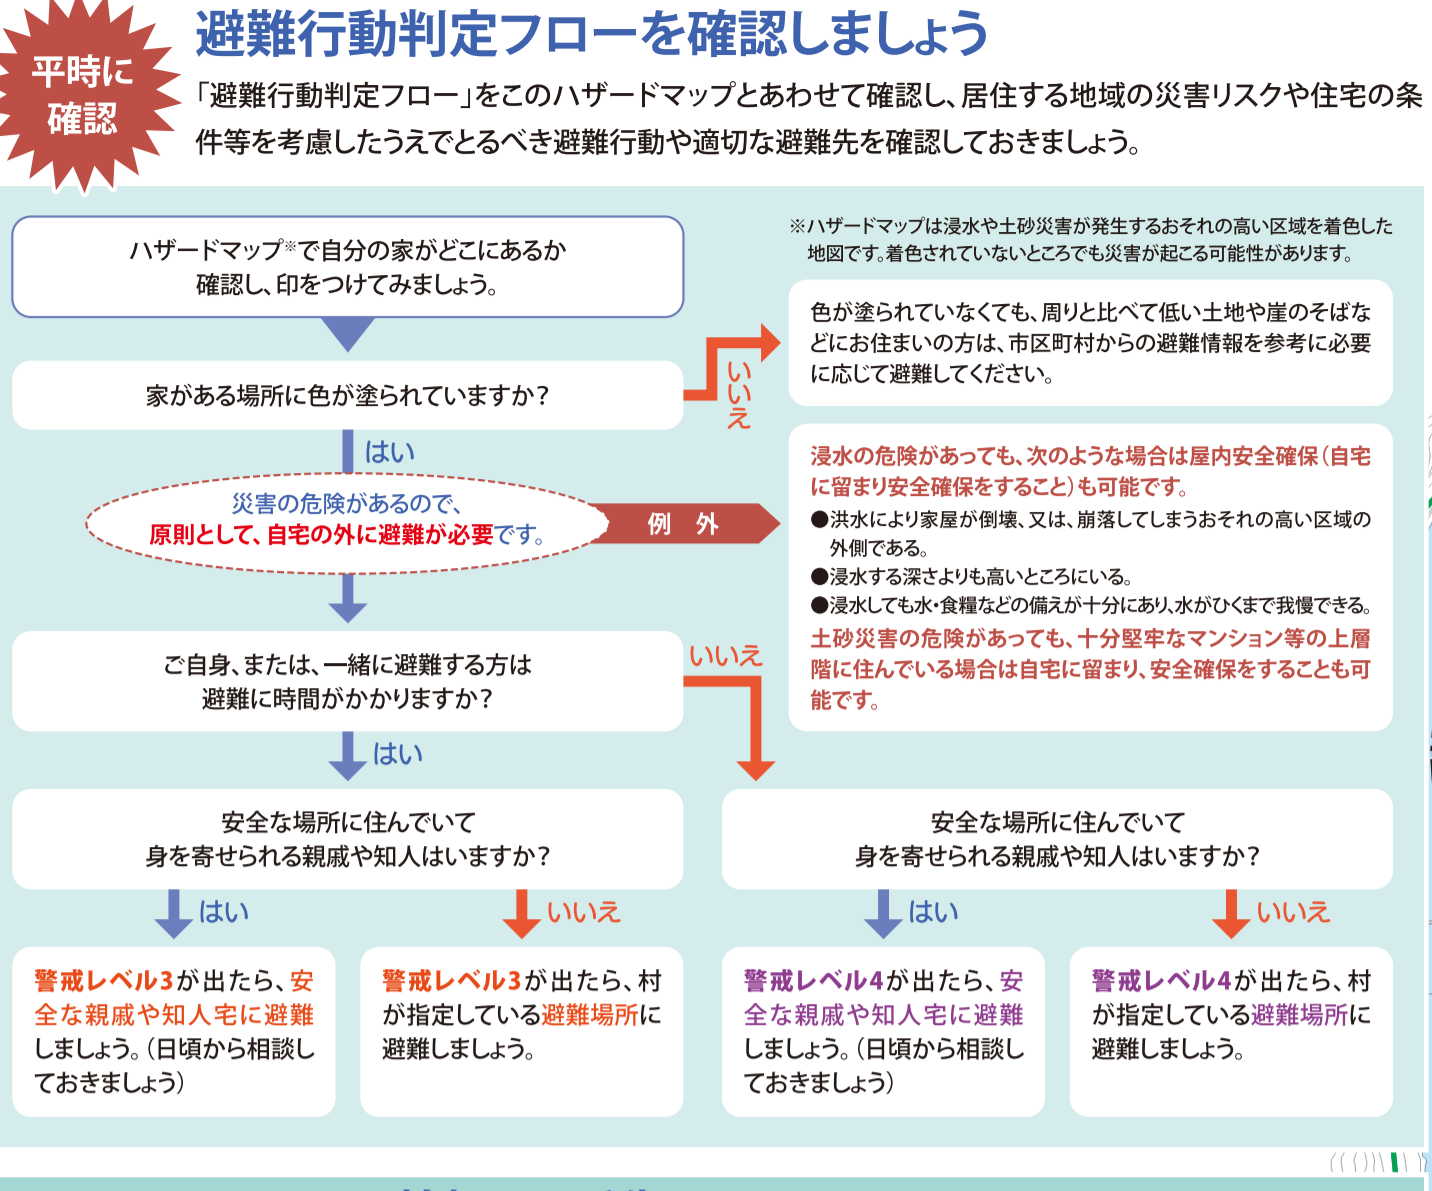 平時に
確認
避難行動判定フローを確認しましょう
「避難行動判定フロー」をこのハザードマップとあわせて確認し、居住する地域の災害リスクや住宅の条
件等を考慮したうえでとるべき避難行動や適切な避難先を確認しておきましょう。
ハザードマップ※で自分の家がどこにあるか
確認し、印をつけてみましょう。
※ハザードマップは浸水や土砂災害が発生するおそれの高い区域を着色した
地図です。着色されていないところでも災害が起こる可能性があります。
家がある場所に色が塗られていますか?
いいえ
色が塗られていなくても、周りと比べて低い土地や崖のそばな
どにお住まいの方は、市区町村からの避難情報を参考に必要
に応じて避難してください。
はい
災害の危険があるので、
原則として、自宅の外に避難が必要です。
例 外
浸水の危険があっても、次のような場合は屋内安全確保(自宅
に留まり安全確保をすること)も可能です。
●洪水により家屋が倒壊、又は、崩落してしまうおそれの高い区域の
外側である。
●浸水する深さよりも高いところにいる。
●浸水しても水・食糧などの備えが十分にあり、水がひくまで我慢できる。
土砂災害の危険があっても、十分堅牢なマンション等の上層
階に住んでいる場合は自宅に留まり、安全確保をすることも可
能です。
ご自身、または、一緒に避難する方は
避難に時間がかかりますか?
いいえ
はい
安全な場所に住んでいて
身を寄せられる親戚や知人はいますか?
安全な場所に住んでいて
身を寄せられる親戚や知人はいますか?
はい
いいえ
はい
いいえ
警戒レベル3が出たら、安
全な親戚や知人宅に避難
しましょう。(日頃から相談し
ておきましょう)
警戒レベル3が出たら、村
が指定している避難場所に
避難しましょう。
警戒レベル4が出たら、安
全な親戚や知人宅に避難
しましょう。(日頃から相談し
ておきましょう)
警戒レベル4が出たら、村
が指定している避難場所に
避難しましょう。